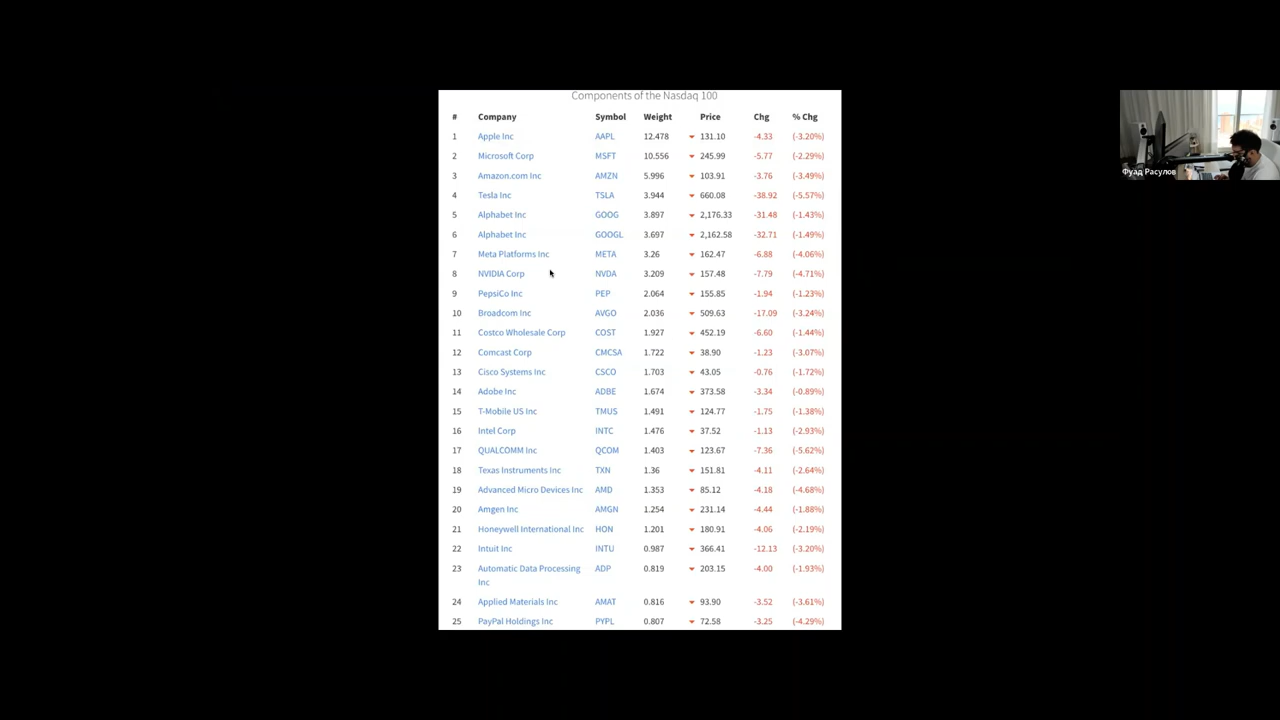 Components of the Nasdaq 100
# Company Symbol Weight Price Chg % Chg
1 Apple Inc AAPL 12.478 131.10 -4.33 (-3.20%)
2 Microsoft Corp MSFT 10.556 245.99 -5.77 (-2.29%)
3 Amazon.com Inc AMZN 5.996 103.91 -3.76 (-3.49%)
4 Tesla Inc TSLA 3.944 660.08 -38.92 (-5.57%)
5 Alphabet Inc GOOG 3.897 2,176.33 -31.48 (-1.43%)
6 Alphabet Inc GOOGL 3.697 2,162.58 -32.71 (-1.49%)
7 Meta Platforms Inc META 3.26 162.47 -6.88 (-4.06%)
8 NVIDIA Corp NVDA 3.209 157.48 -7.79 (-4.71%)
9 PepsiCo Inc PEP 2.064 155.85 -1.94 (-1.23%)
10 Broadcom Inc AVGO 2.036 509.63 -17.09 (-3.24%)
11 Costco Wholesale Corp COST 1.927 452.19 -6.60 (-1.44%)
12 Comcast Corp CMCSA 1.722 38.90 -1.23 (-3.07%)
13 Cisco Systems Inc CSCO 1.703 43.05 -0.76 (-1.72%)
14 Adobe Inc ADBE 1.674 373.58 -3.34 (-0.89%)
15 T-Mobile US Inc TMUS 1.491 124.77 -1.75 (-1.38%)
16 Intel Corp INTC 1.476 37.52 -1.13 (-2.93%)
17 QUALCOMM Inc QCOM 1.403 123.67 -7.36 (-5.62%)
18 Texas Instruments Inc TXN 1.36 151.81 -4.11 (-2.64%)
19 Advanced Micro Devices Inc AMD 1.353 85.12 -4.18 (-4.68%)
20 Amgen Inc AMGN 1.254 231.14 -4.44 (-1.88%)
21 Honeywell International Inc HON 1.201 180.91 -4.06 (-2.19%)
22 Intuit Inc INTU 0.987 366.41 -12.13 (-3.20%)
23 Automatic Data Processing ADP 0.819 203.15 -4.00 (-1.93%)
Inc
24 Applied Materials Inc AMAT 0.816 93.90 -3.52 (-3.61%)
25 PayPal Holdings Inc PYPL 0.807 72.58 -3.25 (-4.29%)
Фуад Расулов